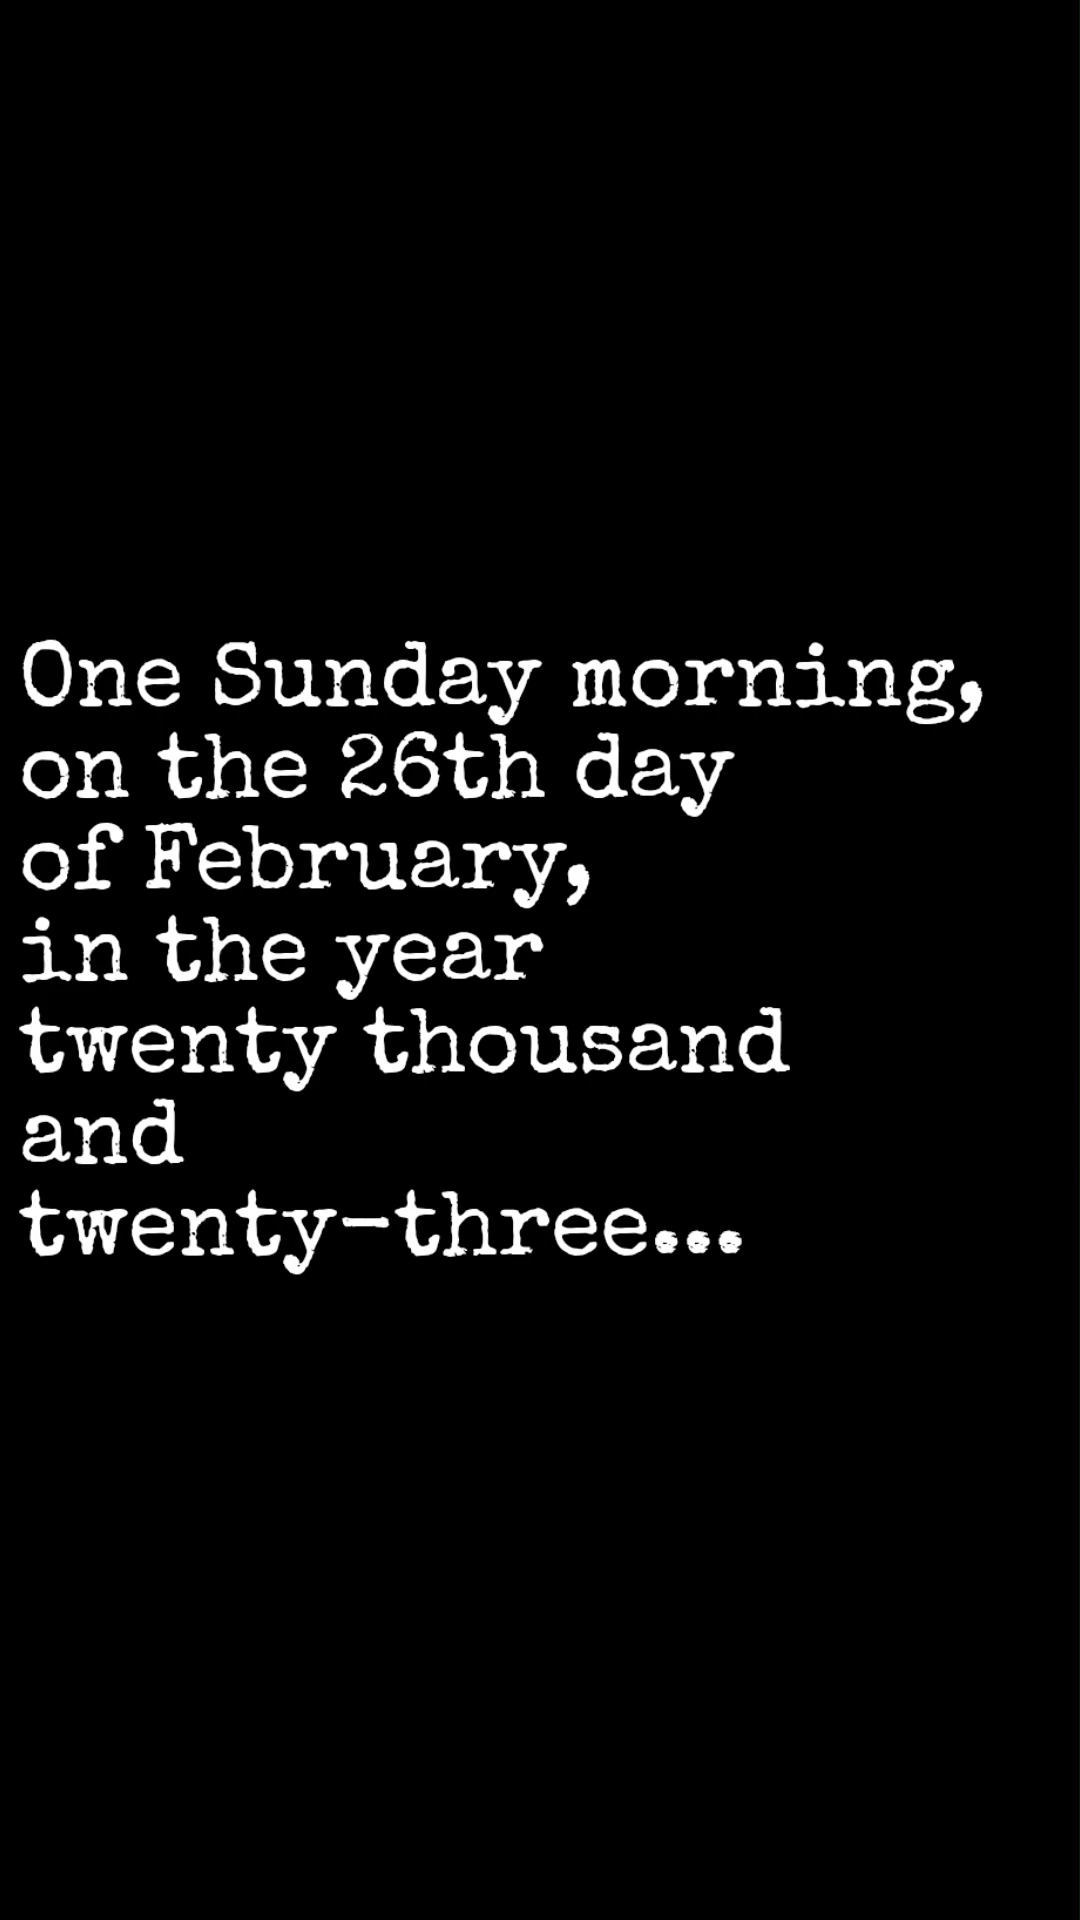 One Sunday morning,
on the 26th day
of February,
in the year
twenty thousand
and
twenty-three...